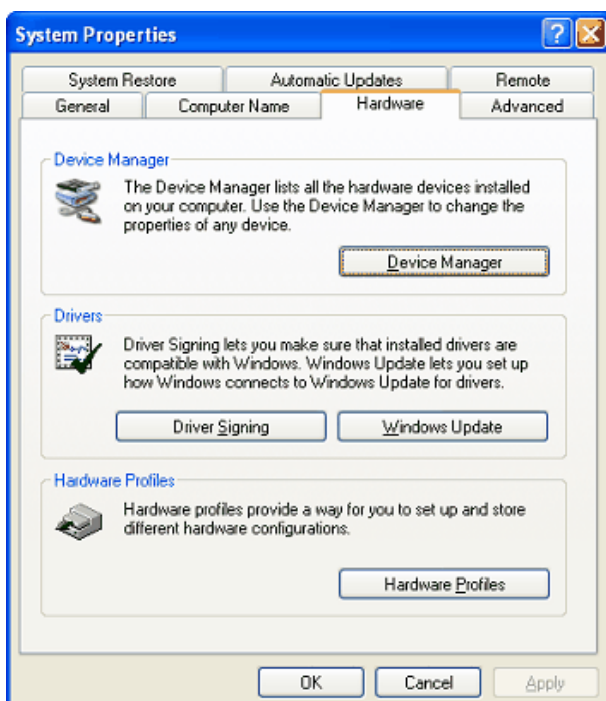 System Properties
System Restore Automatic Updates Remote
General Computer Name Hardware Advanced
Device Manager
The Device Manager lists all the hardware devices installed
on your computer. Use the Device Manager to change the
properties of any device.
Device Manager
Drivers
Driver Signing lets you make sure that installed drivers are
compatible with Windows. Windows Update lets you set up
how Windows connects to Windows Update for drivers.
Driver Signing Windows Update
Hardware Profiles
Hardware profiles provide a way for you to set up and store
different hardware configurations.
Hardware Profiles
OK Cancel Apply